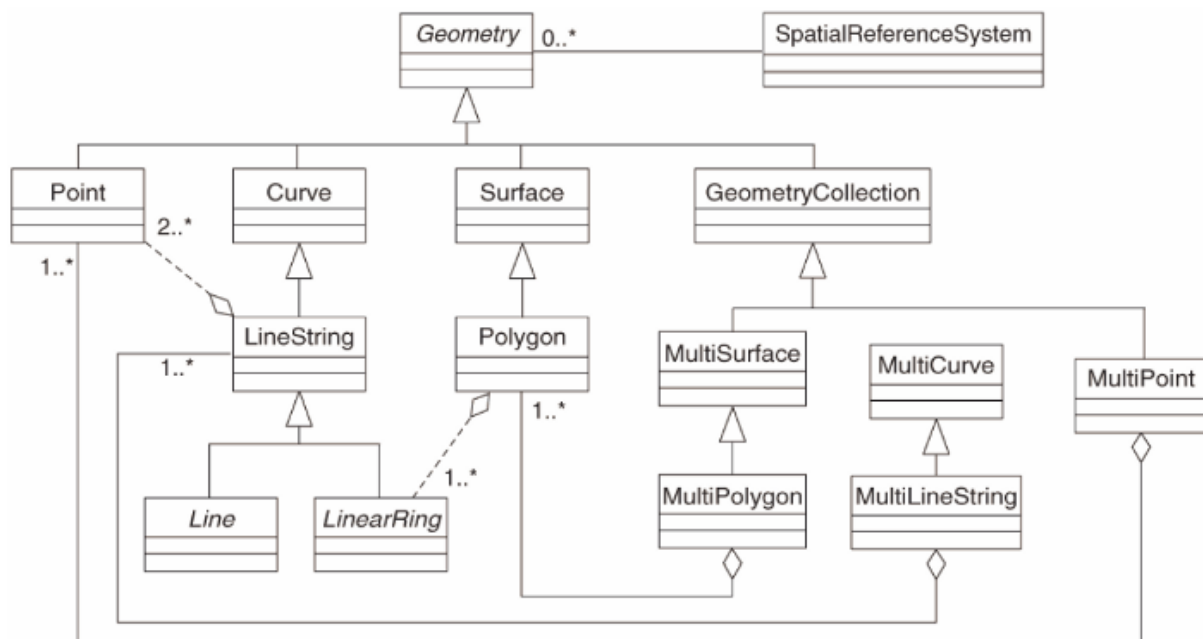 Geometry
0..*
SpatialReferenceSystem
Point
Curve
Surface
GeometryCollection
2..*
1..*
LineString
Polygon
MultiSurface
MultiCurve
MultiPoint
1..*
1..*
1..*
Line
LinearRing
MultiPolygon
MultiLineString